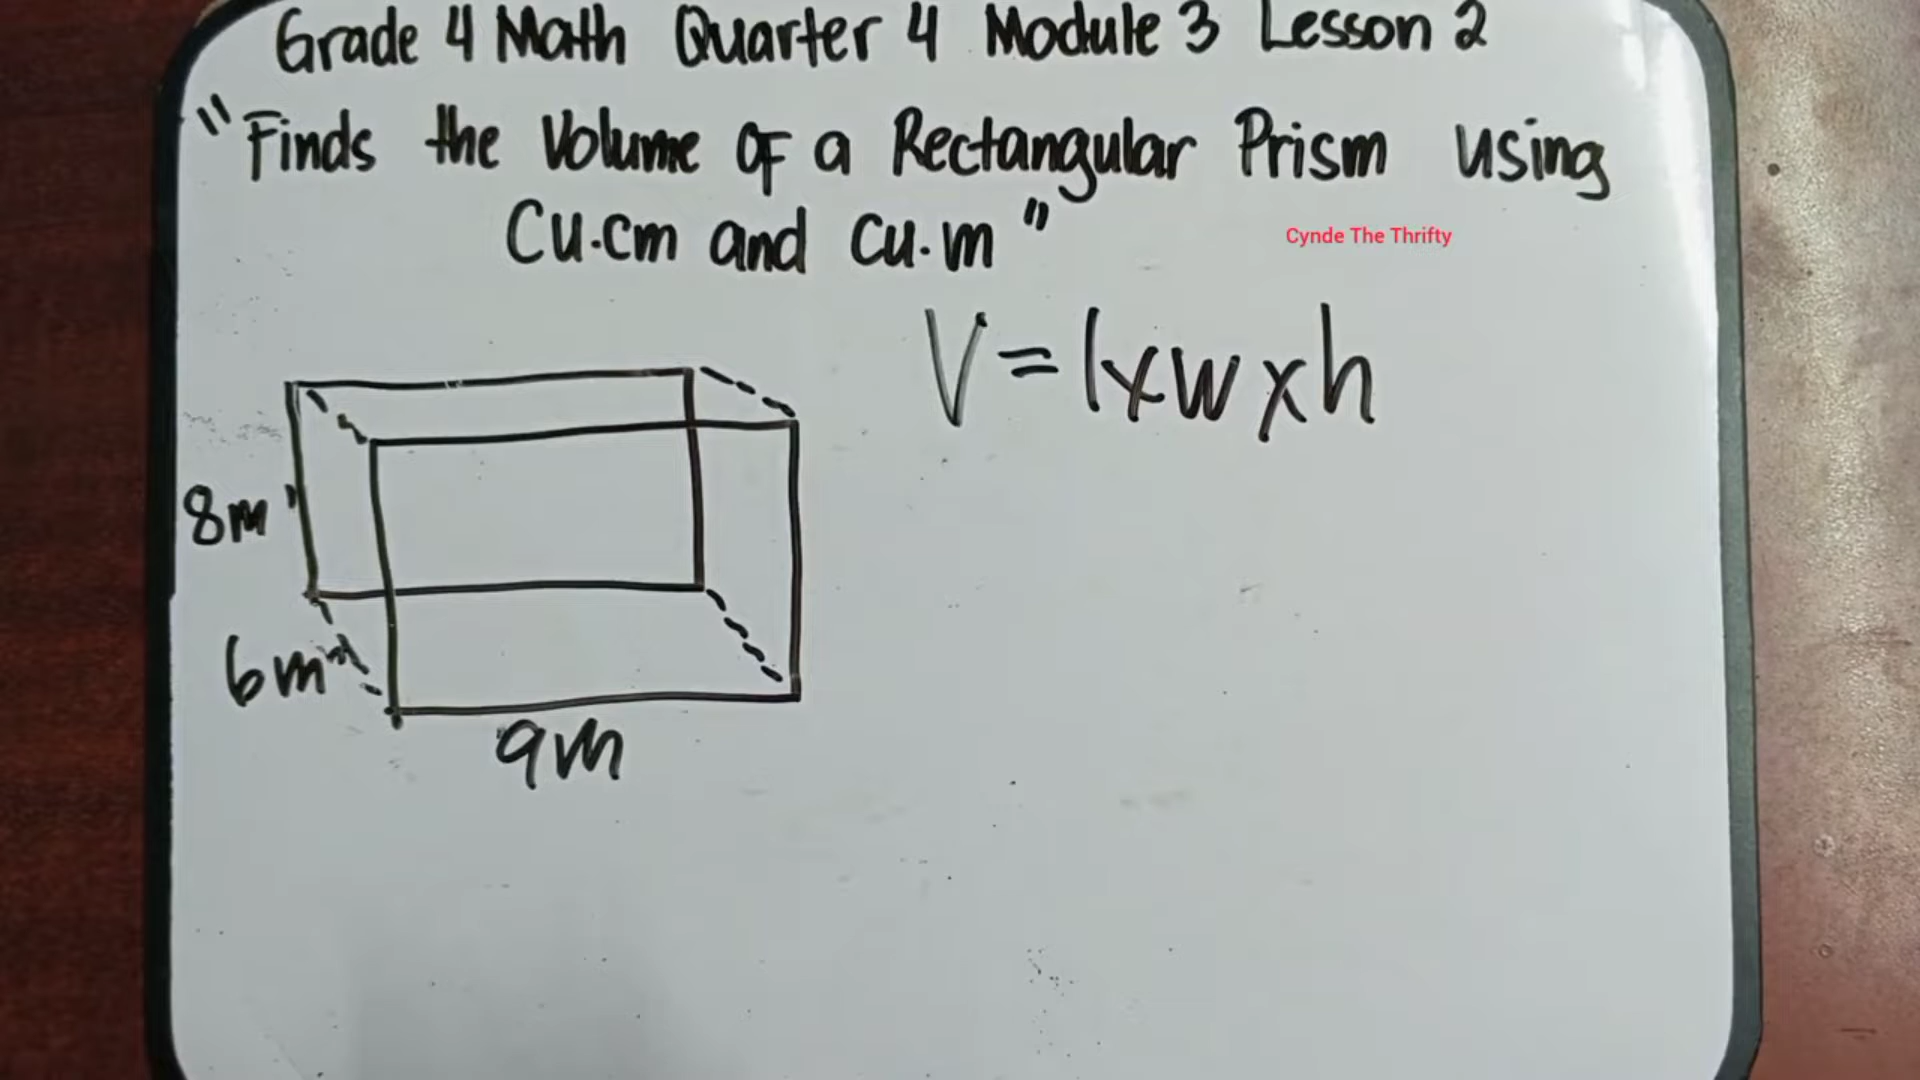 Grade 4 Math Quarter 4 Module 3 Lesson 2
"Finds the Volume of a Rectangular Prism using
Cu.cm and cu.m"
Cynde The Thrifty
V = l x w x h
8m
6m
9m